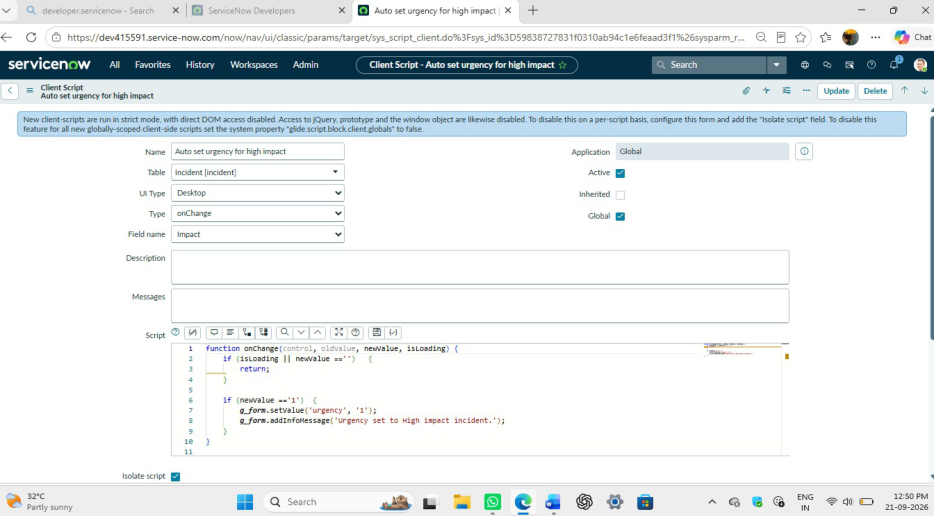 developer.servicenow - Search
ServiceNow Developers
Auto set urgency for high impact
https://dev415591.service-now.com/now/nav/ui/classic/params/target/sys_script_client.do%3Fsys_id%3D59838727831f0310ab94c1e6feaad3f1%26sysparm_r...
Chat
servicenow All Favorites History Workspaces Admin Client Script - Auto set urgency for high impact Search 1
Client Script
Auto set urgency for high impact
Update Delete
New client-scripts are run in strict mode, with direct DOM access disabled. Access to jQuery, prototype and the window object are likewise disabled. To disable this on a per-script basis, configure this form and add the "Isolate script" field. To disable this
feature for all new globally-scoped client-side scripts set the system property "glide.script.block.client.globals" to false.
Name Auto set urgency for high impact Application Global
Table Incident [incident] Active
UI Type Desktop Inherited
Type onChange Global
Field name Impact
Description
Messages
Script
1 function onChange(control, oldValue, newValue, isLoading) {
2 if (isLoading || newValue =='') {
3 return;
4 }
5
6 if (newValue =='1') {
7 g_form.setValue('urgency', '1');
8 g_form.addInfoMessage('Urgency set to High impact incident.');
9 }
10 }
11
Isolate script
32°C
Partly sunny
Search
ENG
IN
12:50 PM
21-09-2026